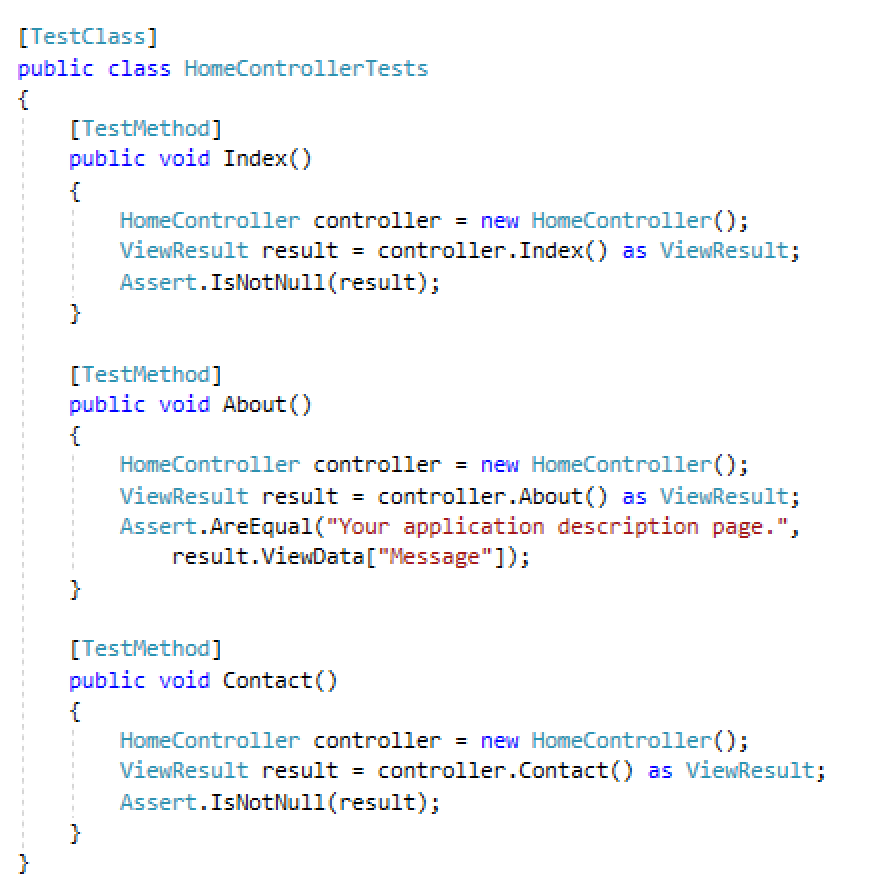 [TestClass]
public class HomeControllerTests
{
    [TestMethod]
    public void Index()
    {
        HomeController controller = new HomeController();
        ViewResult result = controller.Index() as ViewResult;
        Assert.IsNotNull(result);
    }

    [TestMethod]
    public void About()
    {
        HomeController controller = new HomeController();
        ViewResult result = controller.About() as ViewResult;
        Assert.AreEqual("Your application description page.",
            result.ViewData["Message"]);
    }

    [TestMethod]
    public void Contact()
    {
        HomeController controller = new HomeController();
        ViewResult result = controller.Contact() as ViewResult;
        Assert.IsNotNull(result);
    }
}